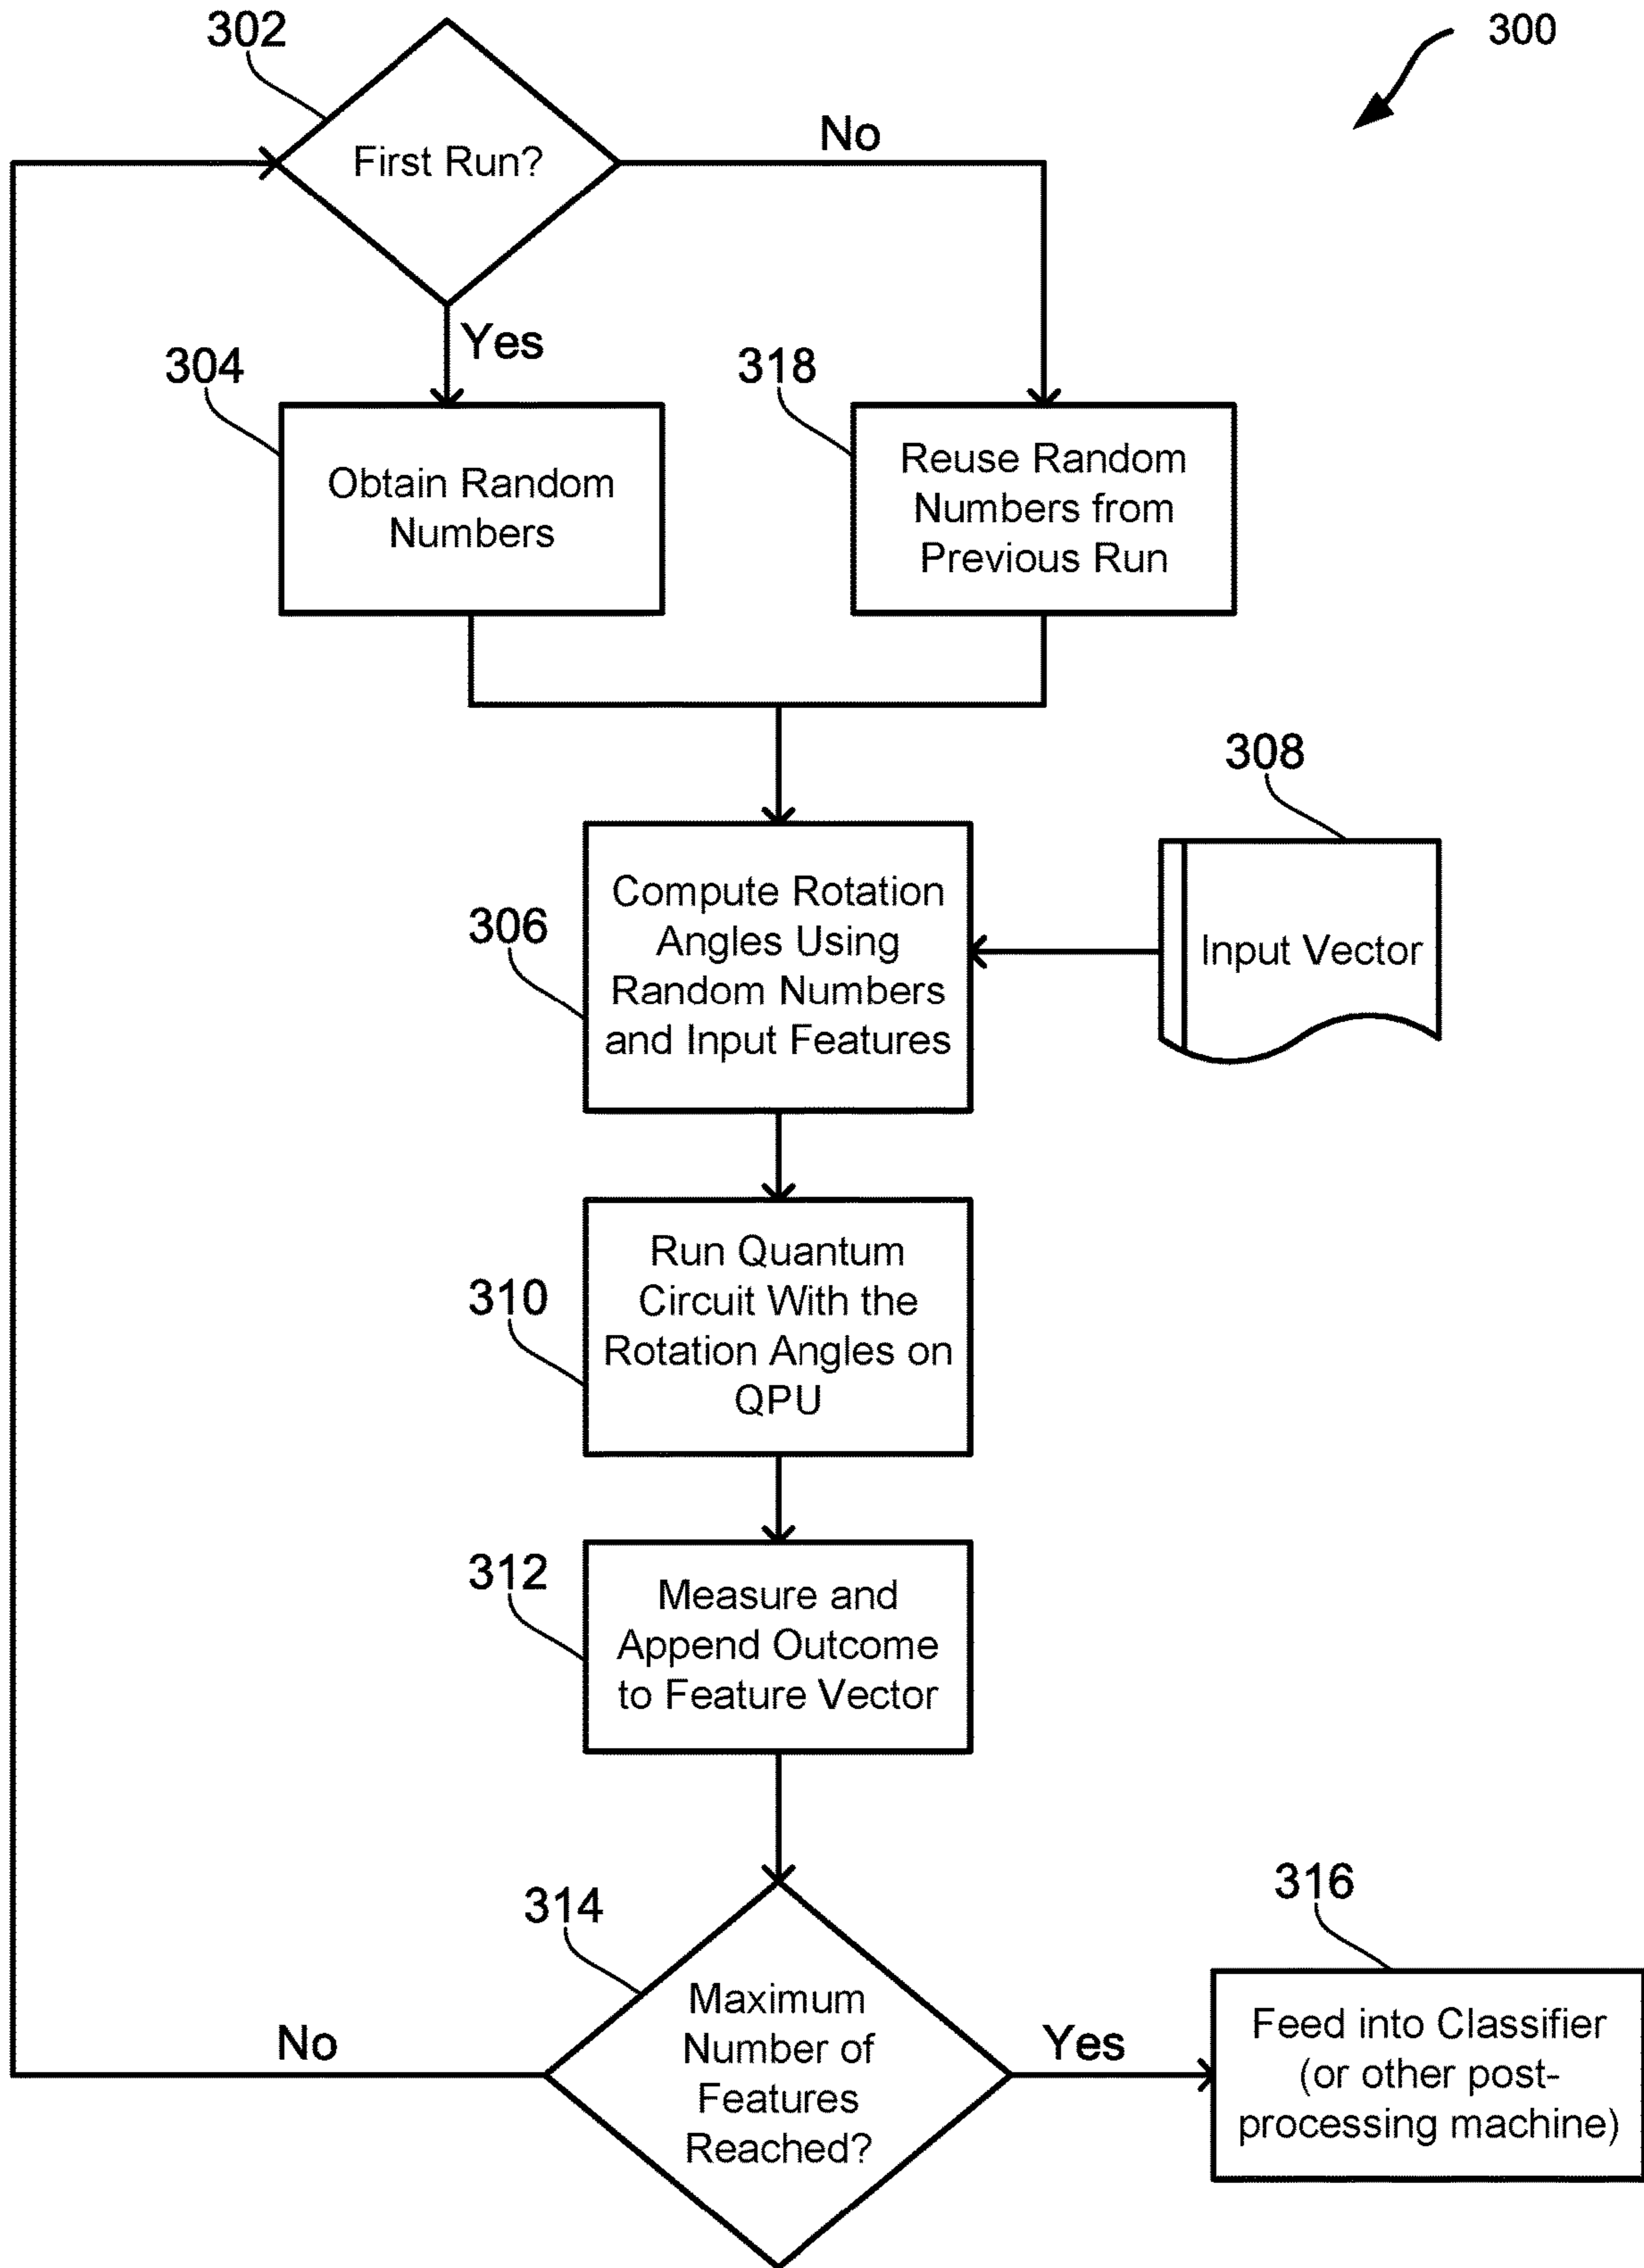 302
300
First Run?
No
Yes
304
318
Obtain Random
Numbers
Reuse Random
Numbers from
Previous Run
308
306
Compute Rotation
Angles Using
Random Numbers
and Input Features
Input Vector
310
Run Quantum
Circuit With the
Rotation Angles on
QPU
312
Measure and
Append Outcome
to Feature Vector
314
316
Maximum
Number of
Features
Reached?
No
Yes
Feed into Classifier
(or other post-
processing machine)